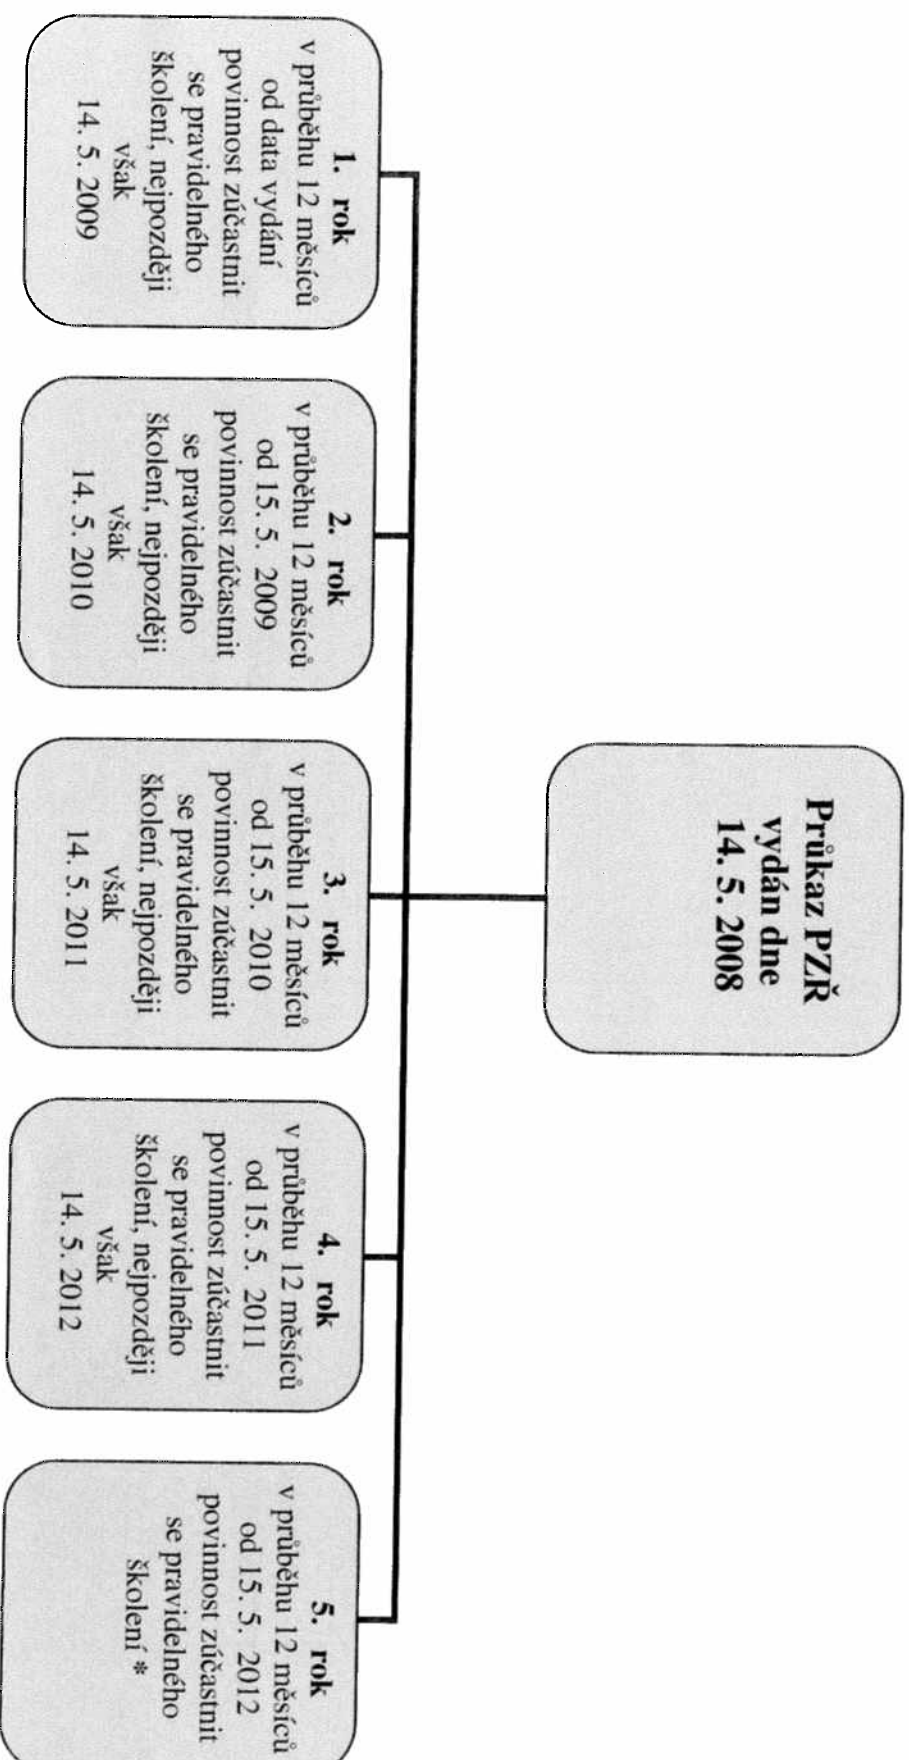 Průkaz PZŘ
vydán dne
14. 5. 2008
1. rok
v průběhu 12 měsíců
od data vydání
povinnost zúčastnit
se pravidelného
školení, nejpozději
však
14. 5. 2009
2. rok
v průběhu 12 měsíců
od 15. 5. 2009
povinnost zúčastnit
se pravidelného
školení, nejpozději
však
14. 5. 2010
3. rok
v průběhu 12 měsíců
od 15. 5. 2010
povinnost zúčastnit
se pravidelného
školení, nejpozději
však
14. 5. 2011
4. rok
v průběhu 12 měsíců
od 15. 5. 2011
povinnost zúčastnit
se pravidelného
školení, nejpozději
však
14. 5. 2012
5. rok
v průběhu 12 měsíců
od 15. 5. 2012
povinnost zúčastnit
se pravidelného
školení *